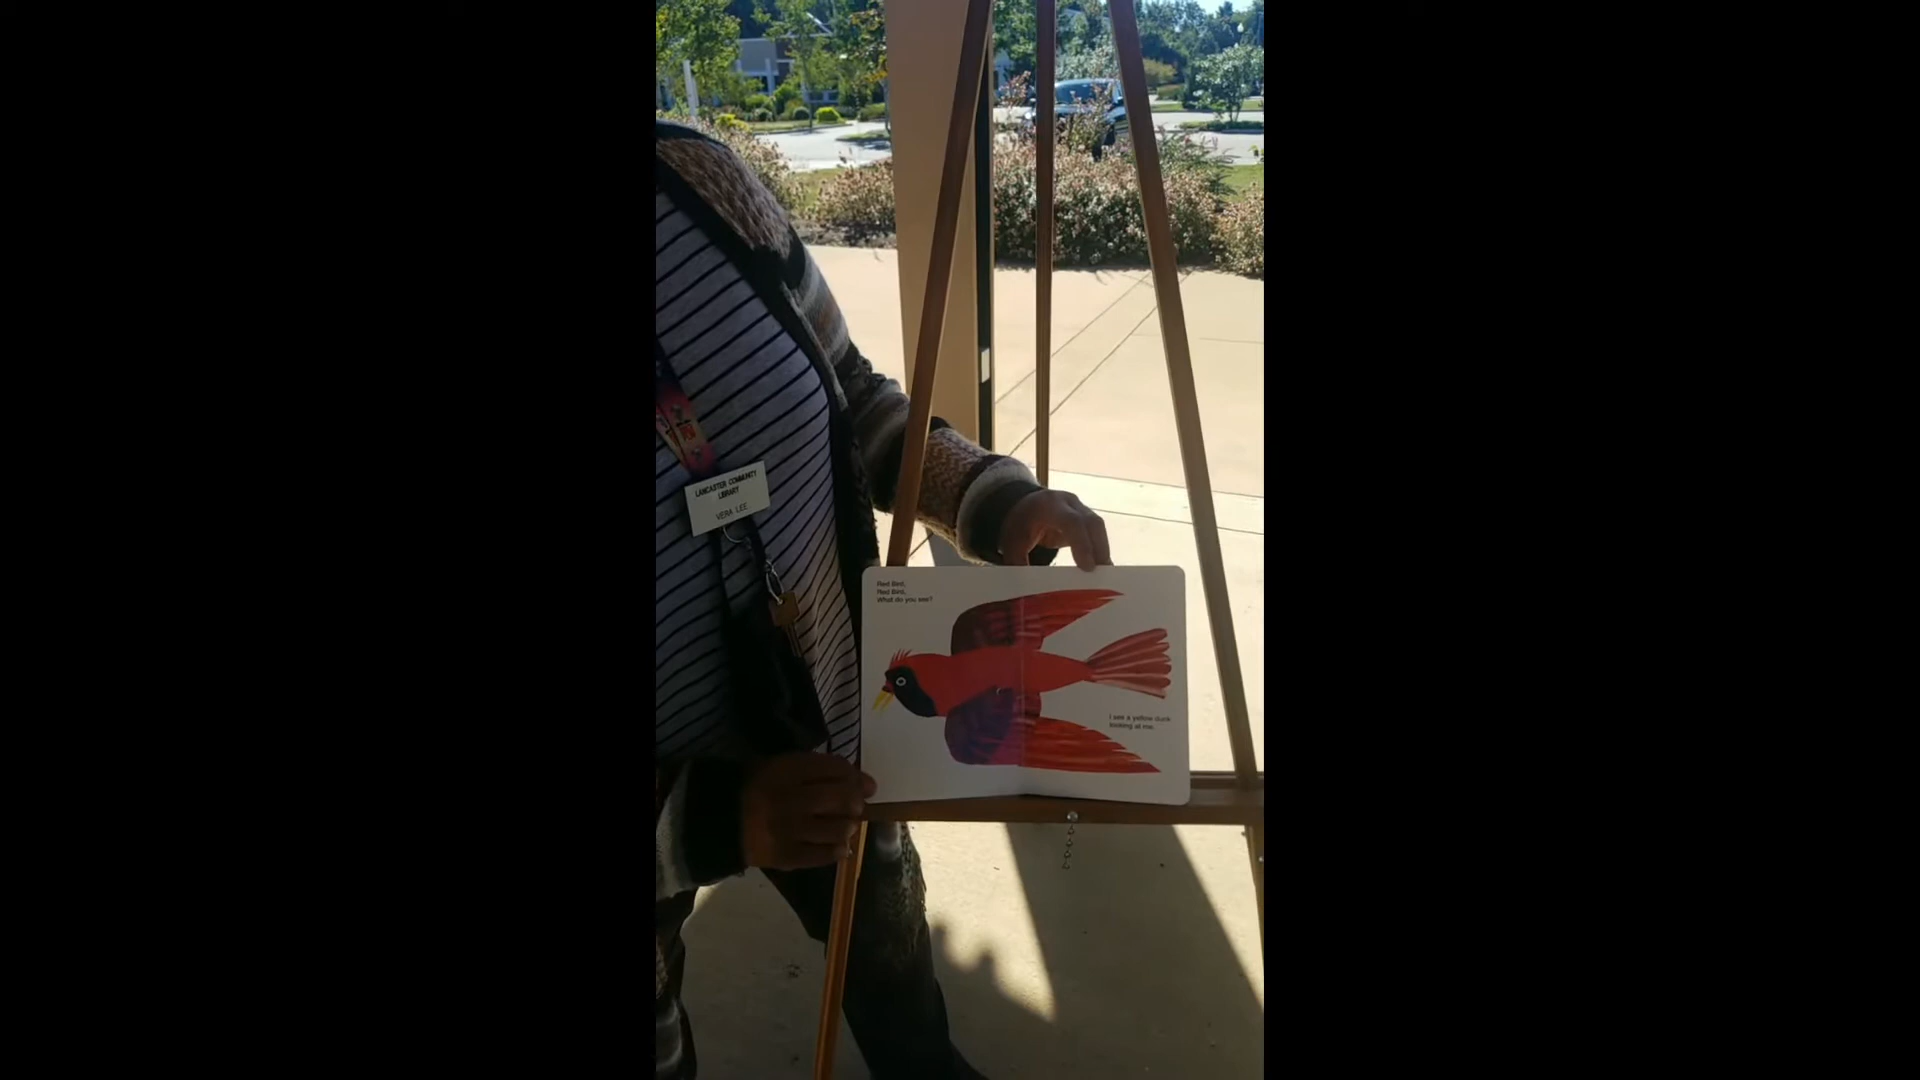 LANCASTER COMMUNITY
LIBRARY
VERA LEE
Red Bird,
Red Bird,
What do you see?
I see a yellow duck
looking at me.